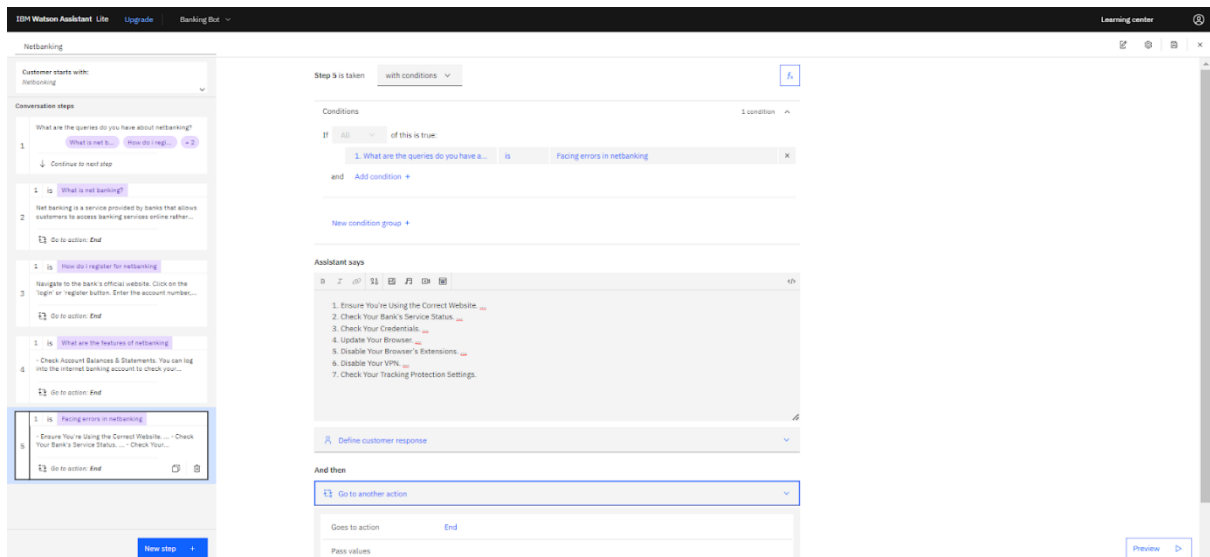 IBM Watson Assistant Lite Upgrade Banking Bot Learning center
Netbanking
Customer starts with:
Netbanking
Conversation steps
1
What are the queries do you have about netbanking?
What is net b... How do i regi... + 2
Continue to next step
1 is What is net banking?
2
Net banking is a service provided by banks that allows
customers to access banking services online rather...
Go to action: End
1 is How do i register for netbanking
3
Navigate to the bank's official website. Click on the
'login' or 'register' button. Enter the account number,...
Go to action: End
1 is What are the features of netbanking
4
- Check Account Balances & Statements. You can log
into the internet banking account to check your...
Go to action: End
1 is Facing errors in netbanking
5
- Ensure You're Using the Correct Website. ... - Check
Your Bank's Service Status. ... - Check Your...
Go to action: End
New step +
Step 5 is taken with conditions fx
Conditions 1 condition
If All of this is true:
1. What are the queries do you have a... is Facing errors in netbanking ×
and Add condition +
New condition group +
Assistant says
B I </>
1. Ensure You're Using the Correct Website. ...
2. Check Your Bank's Service Status. ...
3. Check Your Credentials. ...
4. Update Your Browser. ...
5. Disable Your Browser's Extensions. ...
6. Disable Your VPN. ...
7. Check Your Tracking Protection Settings.
Define customer response
And then
Go to another action
Goes to action End
Pass values
Preview